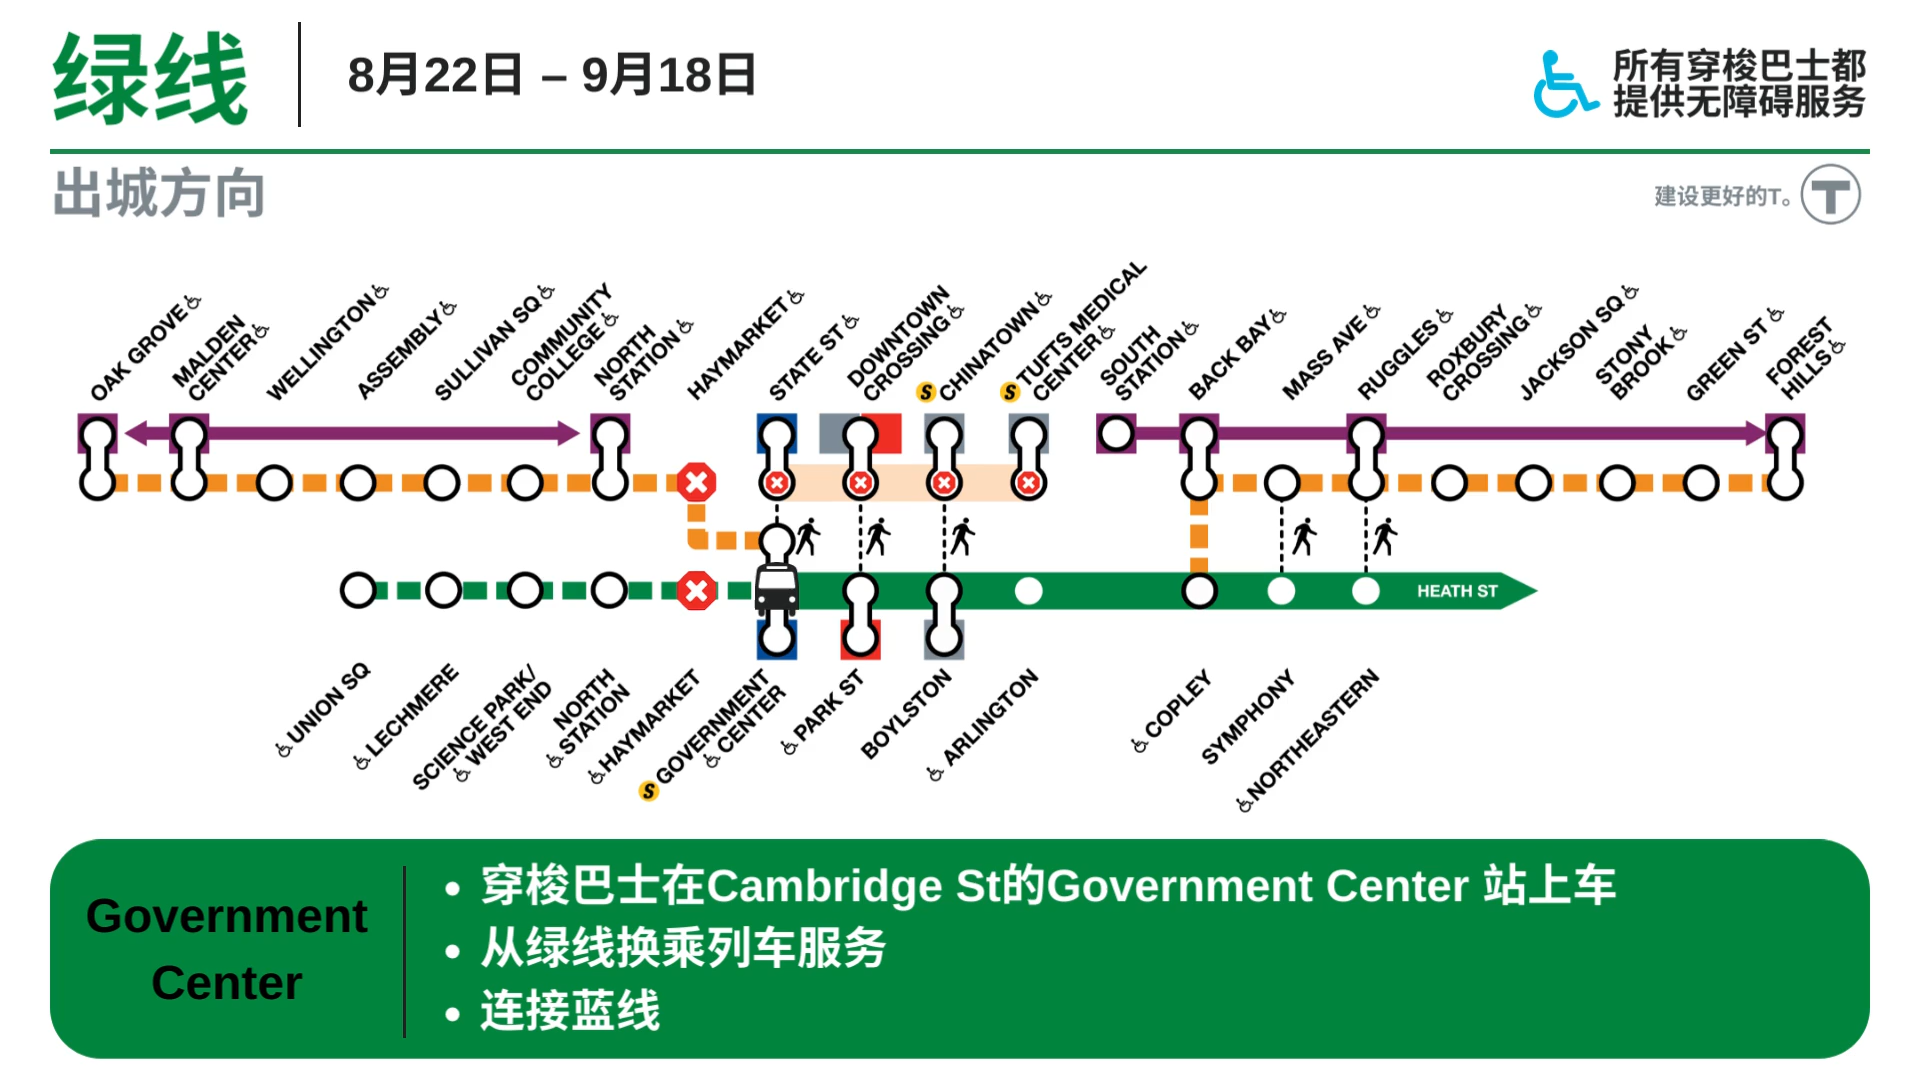 绿线
8月22日 – 9月18日
所有穿梭巴士都
提供无障碍服务
出城方向
建设更好的T。
T
OAK GROVE
MALDEN
CENTER
WELLINGTON
ASSEMBLY
SULLIVAN SQ
COMMUNITY
COLLEGE
NORTH
STATION
HAYMARKET
STATE ST
DOWNTOWN
CROSSING
S CHINATOWN
S TUFTS MEDICAL
CENTER
SOUTH
STATION
BACK BAY
MASS AVE
RUGGLES
ROXBURY
CROSSING
JACKSON SQ
STONY
BROOK
GREEN ST
FOREST
HILLS
HEATH ST
UNION SQ
LECHMERE
SCIENCE PARK/
WEST END
NORTH
STATION
HAYMARKET
S GOVERNMENT
CENTER
PARK ST
BOYLSTON
ARLINGTON
COPLEY
SYMPHONY
NORTHEASTERN
Government
Center
• 穿梭巴士在Cambridge St的Government Center 站上车
• 从绿线换乘列车服务
• 连接蓝线